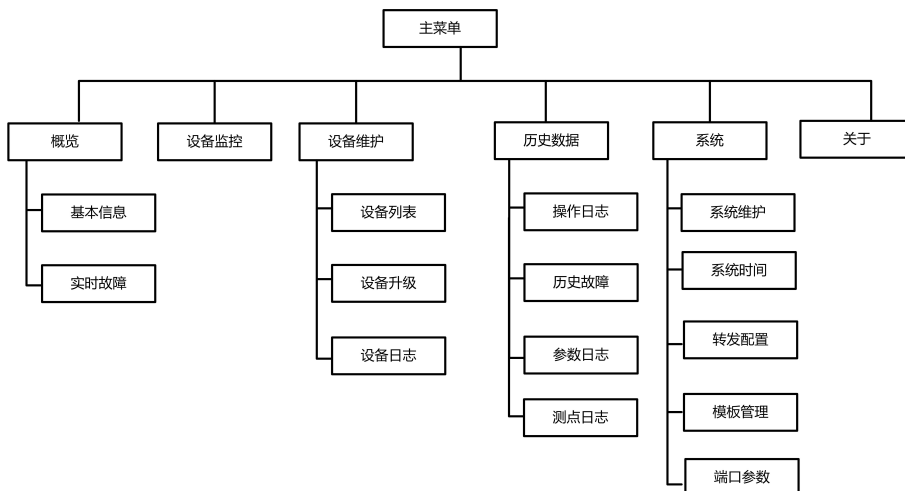 主菜单
概览
设备监控
设备维护
历史数据
系统
关于
基本信息
实时故障
设备列表
设备升级
设备日志
操作日志
历史故障
参数日志
测点日志
系统维护
系统时间
转发配置
模板管理
端口参数